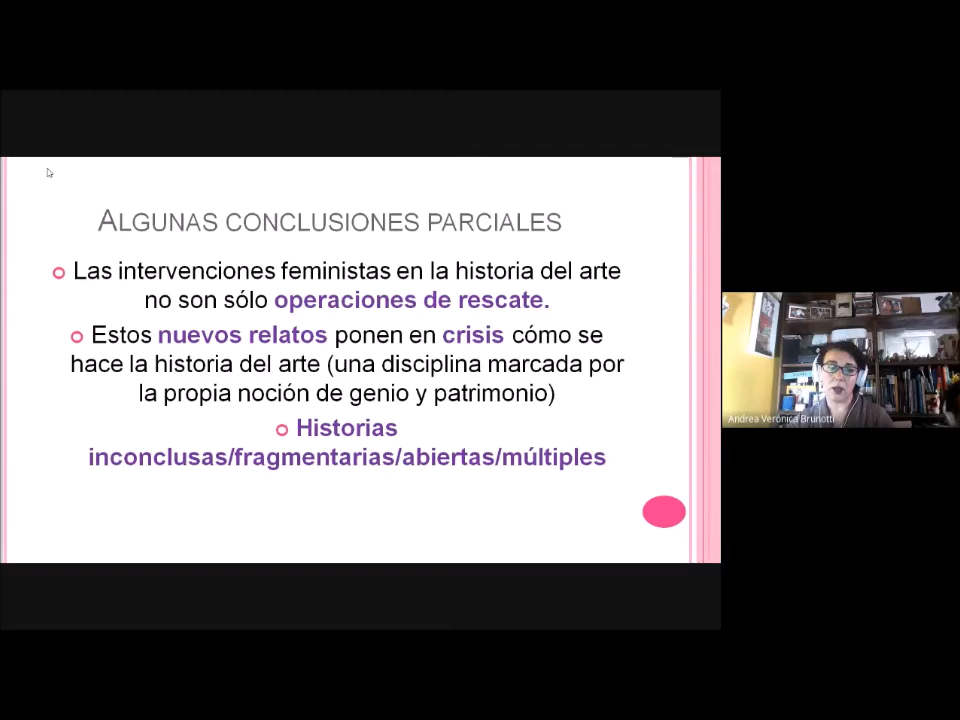 ALGUNAS CONCLUSIONES PARCIALES
Las intervenciones feministas en la historia del arte
no son sólo operaciones de rescate.
Estos nuevos relatos ponen en crisis cómo se
hace la historia del arte (una disciplina marcada por
la propia noción de genio y patrimonio)
Historias
inconclusas/fragmentarias/abiertas/múltiples
Andrea Verónica Brunotti